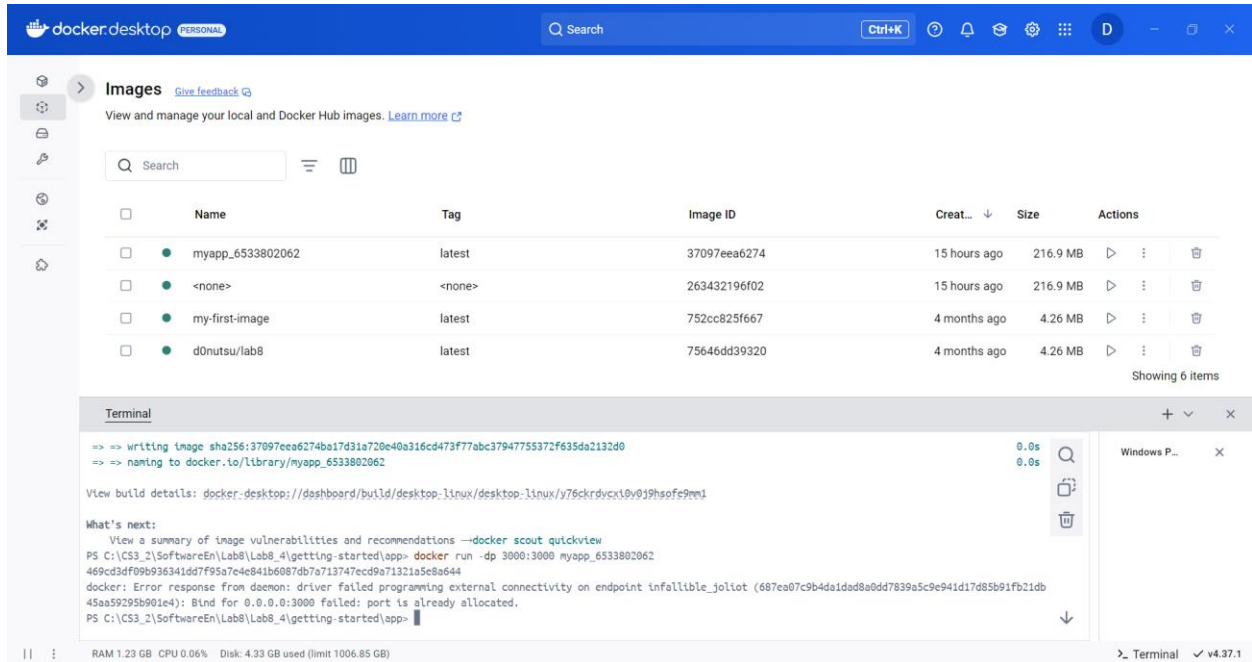 docker.desktop PERSONAL Search Ctrl+K D
Images Give feedback
View and manage your local and Docker Hub images. Learn more
Search
Name Tag Image ID Creat... Size Actions
myapp_6533802062 latest 37097eea6274 15 hours ago 216.9 MB
<none> <none> 263432196f02 15 hours ago 216.9 MB
my-first-image latest 752cc825f667 4 months ago 4.26 MB
d0nutsu/lab8 latest 75646dd39320 4 months ago 4.26 MB
Showing 6 items
Terminal
=> => writing image sha256:37097eea6274ba17d31a720e40a316cd473f77abc37947755372f635da2132d0 0.0s
=> => naming to docker.io/library/myapp_6533802062 0.0s
Windows P...
View build details: docker-desktop://dashboard/build/desktop-linux/desktop-linux/y76ckrdvcxi0v0j9hsofe9mm1
What's next:
View a summary of image vulnerabilities and recommendations → docker scout quickview
PS C:\CS3_2\SoftwareEn\Lab8\Lab8_4\getting-started\app> docker run -dp 3000:3000 myapp_6533802062
469cd3df09b936341dd7f95a7e4e841b6087db7a713747ecd9a71321a5e8a644
docker: Error response from daemon: driver failed programming external connectivity on endpoint infallible_joliot (687ea07c9b4da1dad8a0dd7839a5c9e941d17d85b91fb21db
45aa59295b901e4): Bind for 0.0.0.0:3000 failed: port is already allocated.
PS C:\CS3_2\SoftwareEn\Lab8\Lab8_4\getting-started\app>
RAM 1.23 GB CPU 0.06% Disk: 4.33 GB used (limit 1006.85 GB) >_ Terminal v4.37.1